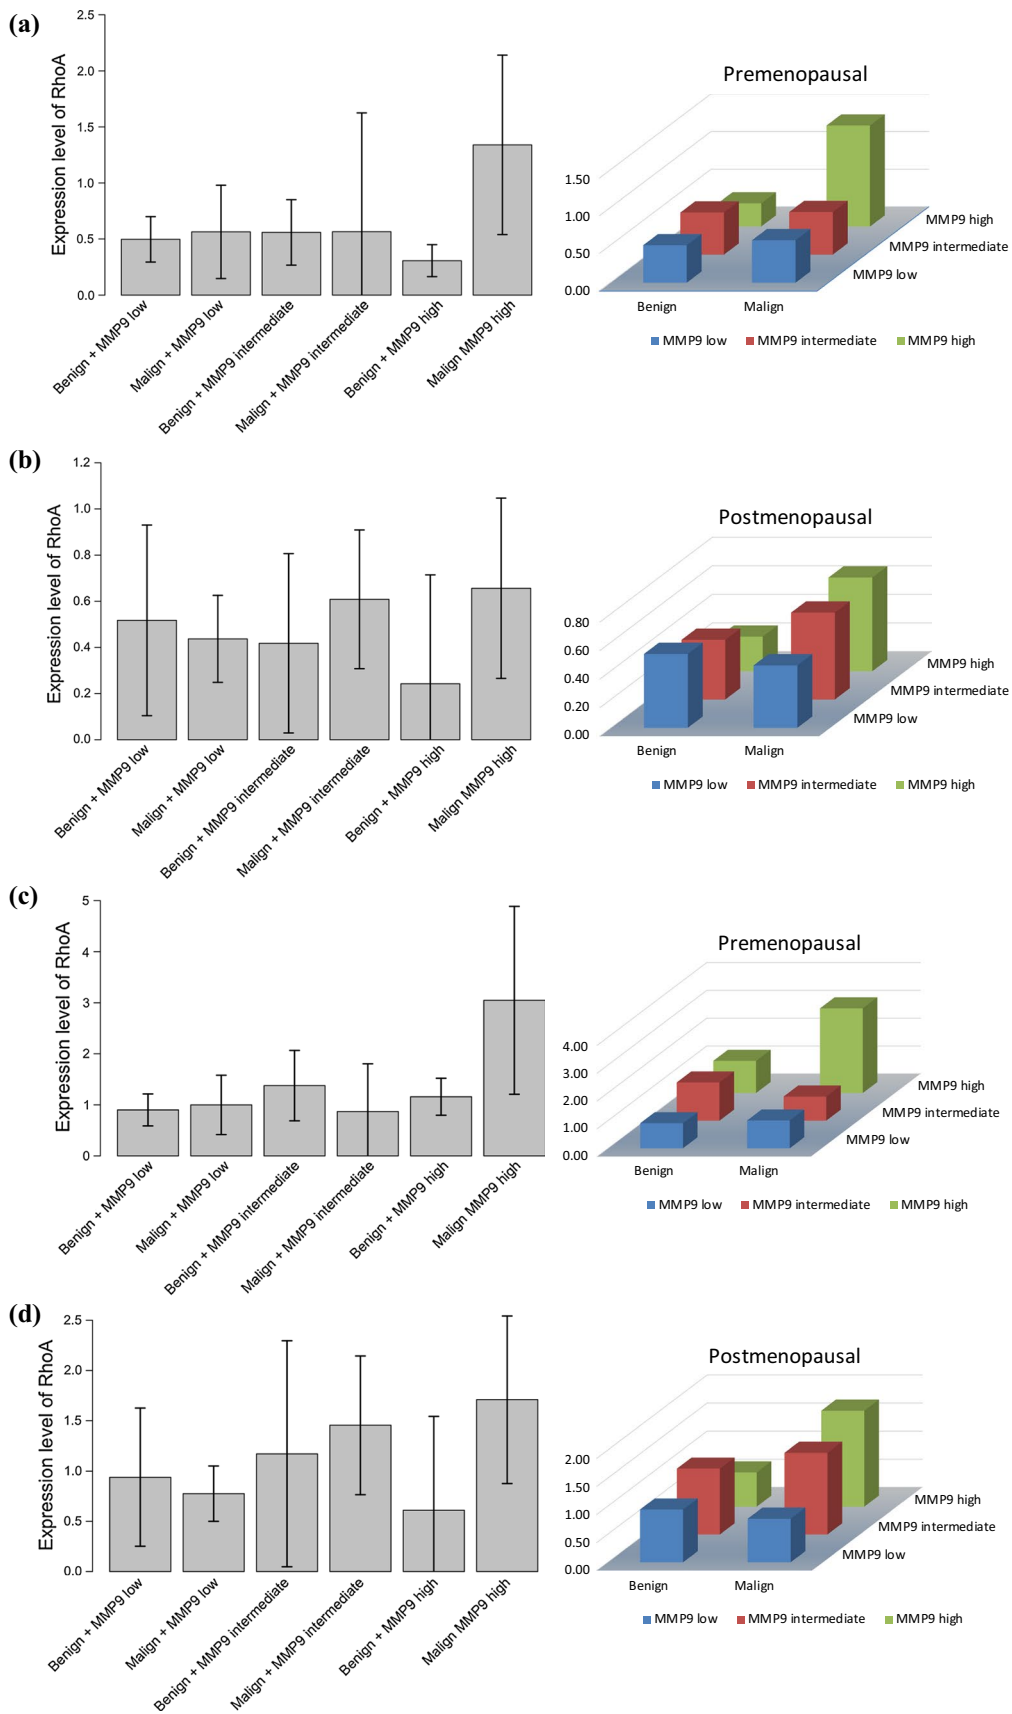 (a)
Expression level of RhoA
2.5
2.0
1.5
1.0
0.5
0.0
Benign + MMP9 low
Malign + MMP9 low
Benign + MMP9 intermediate
Malign + MMP9 intermediate
Benign + MMP9 high
Malign MMP9 high
Premenopausal
1.50
1.00
0.50
0.00
MMP9 high
MMP9 intermediate
MMP9 low
Benign
Malign
MMP9 low
MMP9 intermediate
MMP9 high
(b)
Expression level of RhoA
1.2
1.0
0.8
0.6
0.4
0.2
0.0
Benign + MMP9 low
Malign + MMP9 low
Benign + MMP9 intermediate
Malign + MMP9 intermediate
Benign + MMP9 high
Malign MMP9 high
Postmenopausal
0.80
0.60
0.40
0.20
0.00
MMP9 high
MMP9 intermediate
MMP9 low
Benign
Malign
MMP9 low
MMP9 intermediate
MMP9 high
(c)
Expression level of RhoA
5
4
3
2
1
0
Benign + MMP9 low
Malign + MMP9 low
Benign + MMP9 intermediate
Malign + MMP9 intermediate
Benign + MMP9 high
Malign MMP9 high
Premenopausal
4.00
3.00
2.00
1.00
0.00
MMP9 high
MMP9 intermediate
MMP9 low
Benign
Malign
MMP9 low
MMP9 intermediate
MMP9 high
(d)
Expression level of RhoA
2.5
2.0
1.5
1.0
0.5
0.0
Benign + MMP9 low
Malign + MMP9 low
Benign + MMP9 intermediate
Malign + MMP9 intermediate
Benign + MMP9 high
Malign MMP9 high
Postmenopausal
2.00
1.50
1.00
0.50
0.00
MMP9 high
MMP9 intermediate
MMP9 low
Benign
Malign
MMP9 low
MMP9 intermediate
MMP9 high